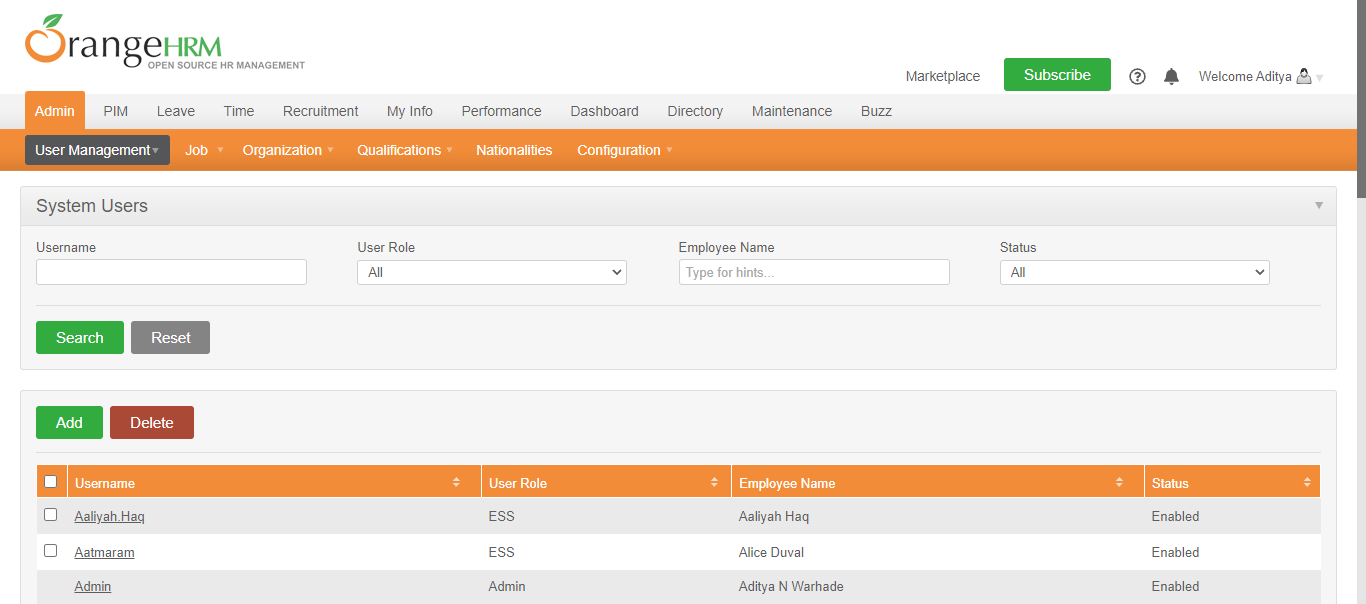 OrangeHRM
OPEN SOURCE HR MANAGEMENT
Marketplace Subscribe Welcome Aditya
Admin PIM Leave Time Recruitment My Info Performance Dashboard Directory Maintenance Buzz
User Management Job Organization Qualifications Nationalities Configuration
System Users
Username User Role Employee Name Status
All Type for hints... All
Search Reset
Add Delete
Username User Role Employee Name Status
Aaliyah.Haq ESS Aaliyah Haq Enabled
Aatmaram ESS Alice Duval Enabled
Admin Admin Aditya N Warhade Enabled